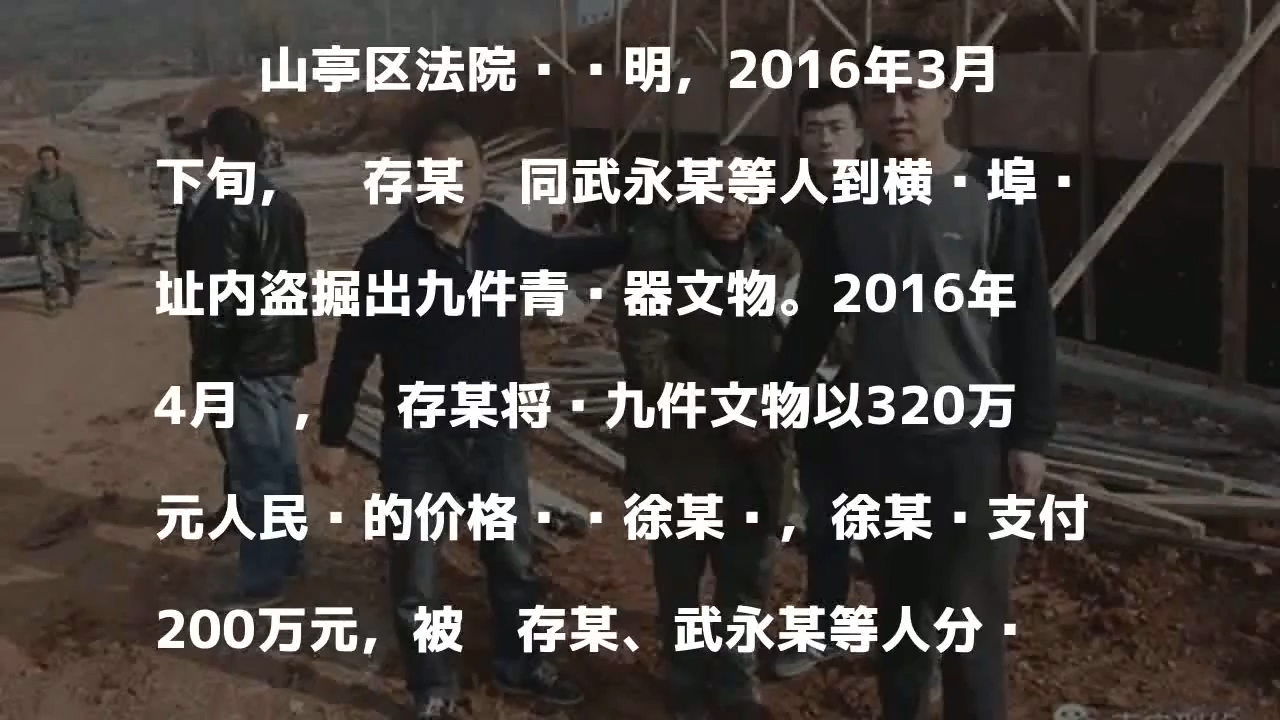 山亭区法院··明，2016年3月
下旬，　存某　同武永某等人到横·埠·
址内盗掘出九件青·器文物。2016年
4月　，　存某将·九件文物以320万
元人民·的价格··徐某·，徐某·支付
200万元，被　存某、武永某等人分·